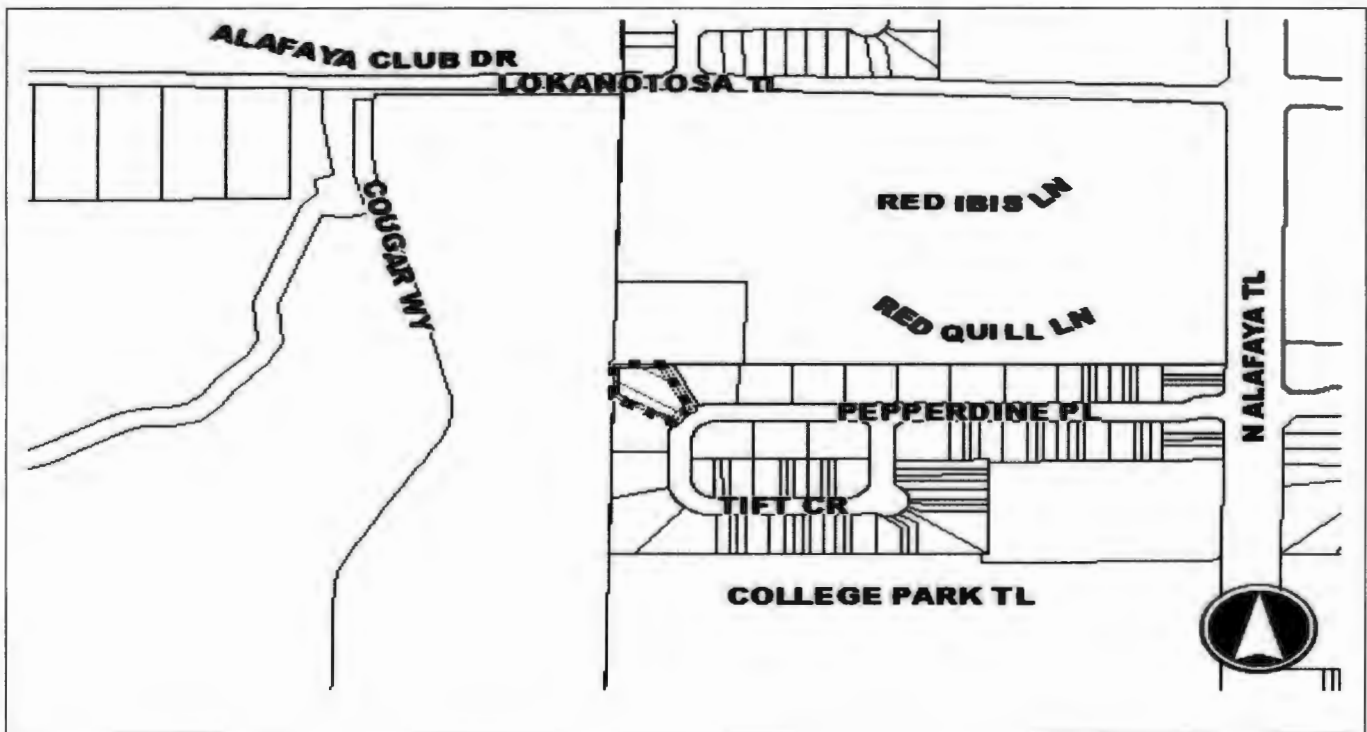 ALAFAYA CLUB DR
LOKANOTOSA TL
RED IBIS LN
COUGAR WY
RED QUILL LN
N ALAFAYA TL
PEPPERDINE PL
TIFT CR
COLLEGE PARK TL